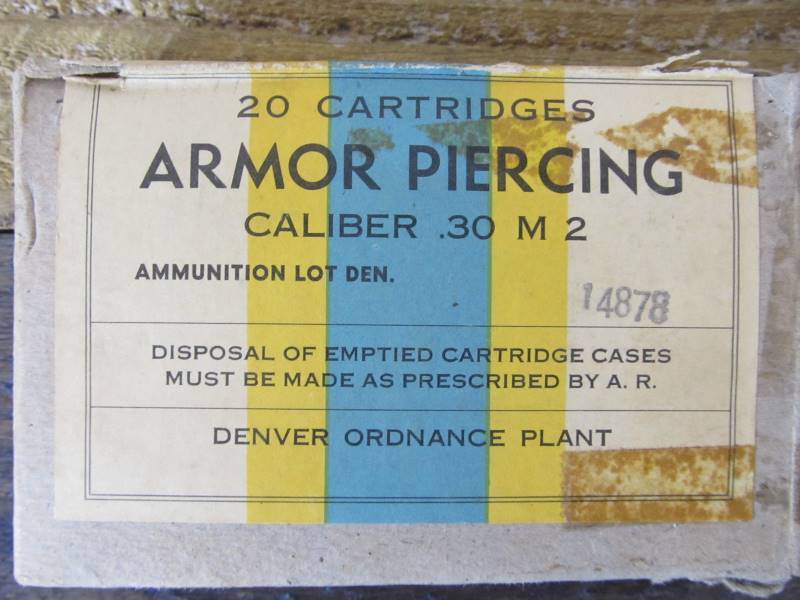 20 CARTRIDGES
ARMOR PIERCING
CALIBER .30 M 2
AMMUNITION LOT DEN.
14878
DISPOSAL OF EMPTIED CARTRIDGE CASES
MUST BE MADE AS PRESCRIBED BY A. R.
DENVER ORDNANCE PLANT